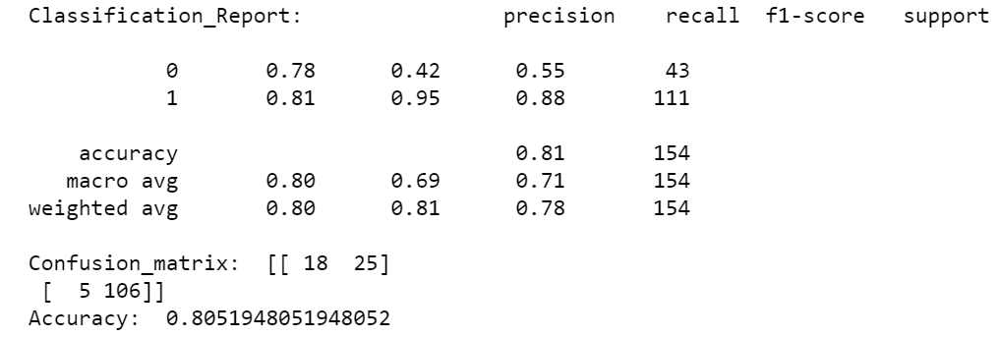 Classification_Report:                precision    recall  f1-score   support

           0       0.78      0.42      0.55        43
           1       0.81      0.95      0.88       111

    accuracy                           0.81       154
   macro avg       0.80      0.69      0.71       154
weighted avg       0.80      0.81      0.78       154

Confusion_matrix:  [[ 18  25]
 [  5 106]]
Accuracy:  0.8051948051948052